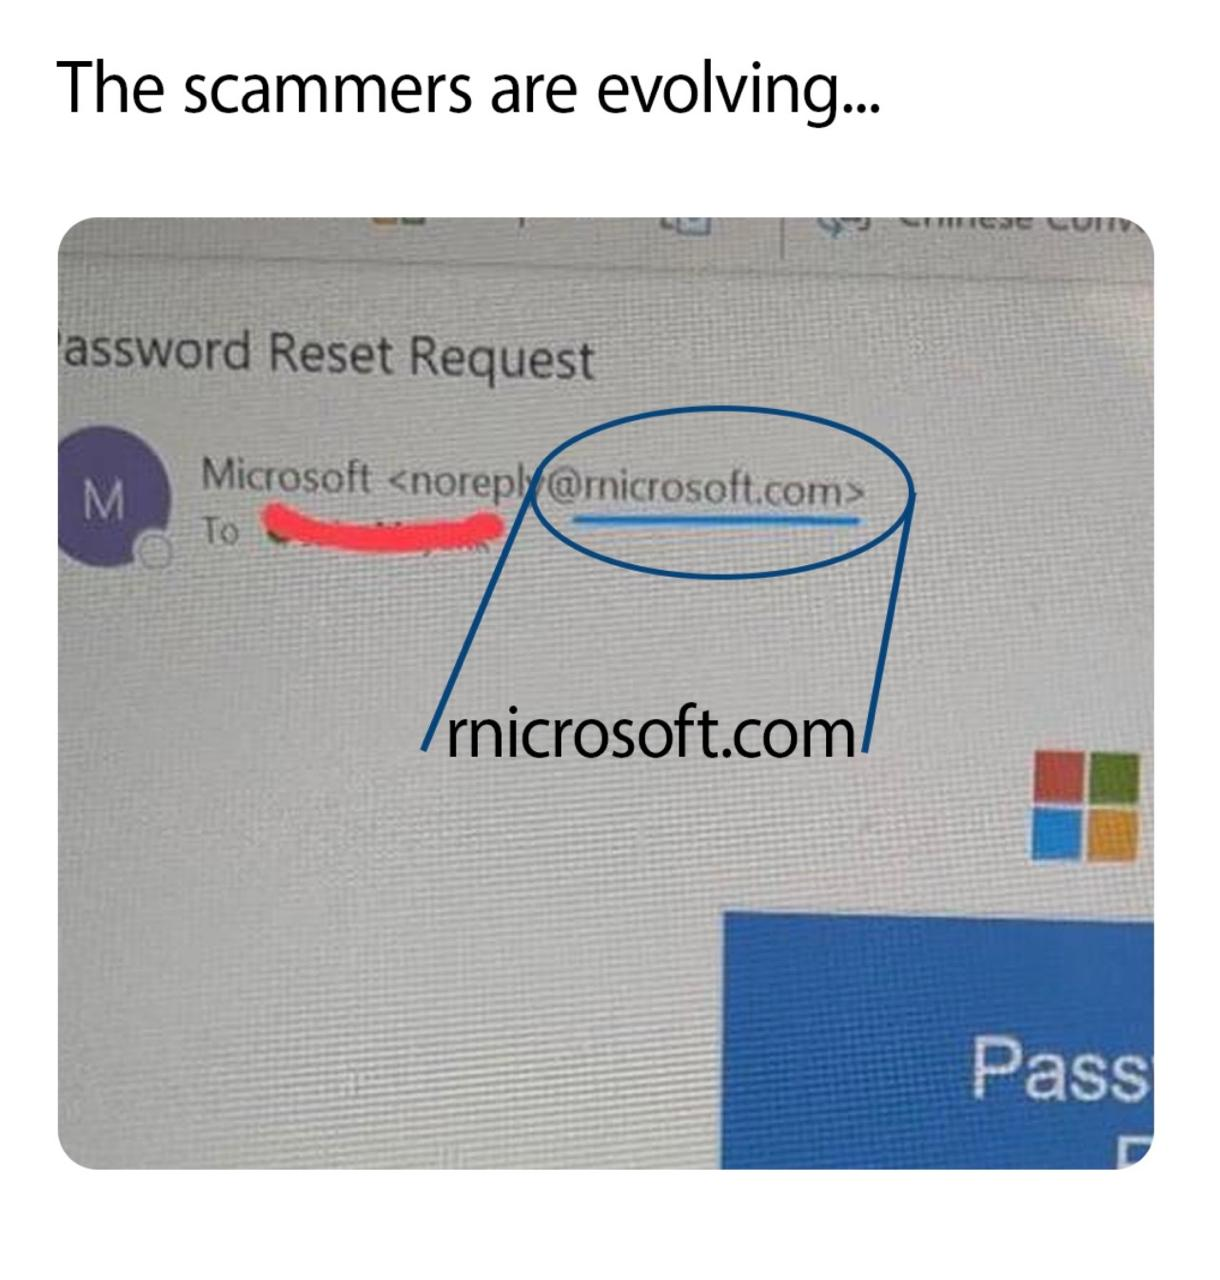 The scammers are evolving...
assword Reset Request
M
Microsoft <noreply@rnicrosoft.com>
To
rnicrosoft.com
Pass